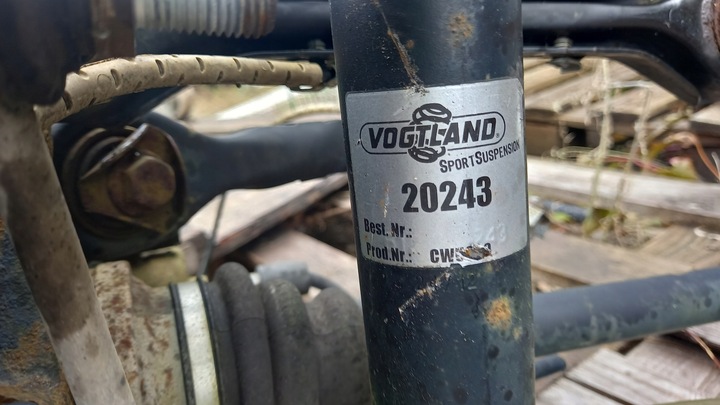 VOGTLAND®
SPORTSUSPENSION
20243
Best. Nr.:
Prod.Nr.: